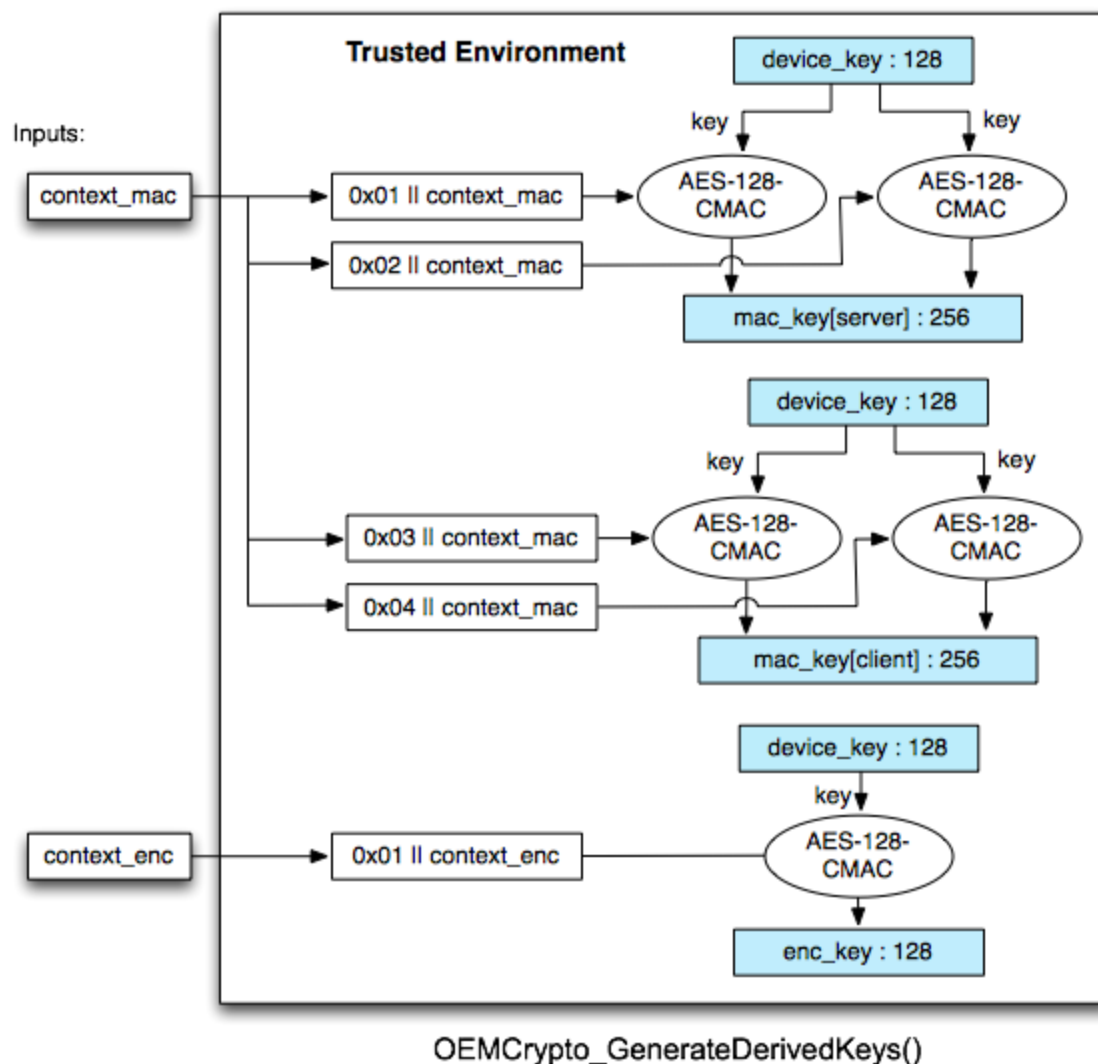 Trusted Environment
device_key : 128
Inputs:
key
key
context_mac
0x01 || context_mac
AES-128-
CMAC
AES-128-
CMAC
0x02 || context_mac
mac_key[server] : 256
device_key : 128
key
key
0x03 || context_mac
AES-128-
CMAC
AES-128-
CMAC
0x04 || context_mac
mac_key[client] : 256
device_key : 128
key
context_enc
0x01 || context_enc
AES-128-
CMAC
enc_key : 128
OEMCrypto_GenerateDerivedKeys()